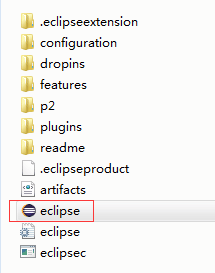 .eclipseextension
configuration
dropins
features
p2
plugins
readme
.eclipseproduct
artifacts
eclipse
eclipse
eclipsec